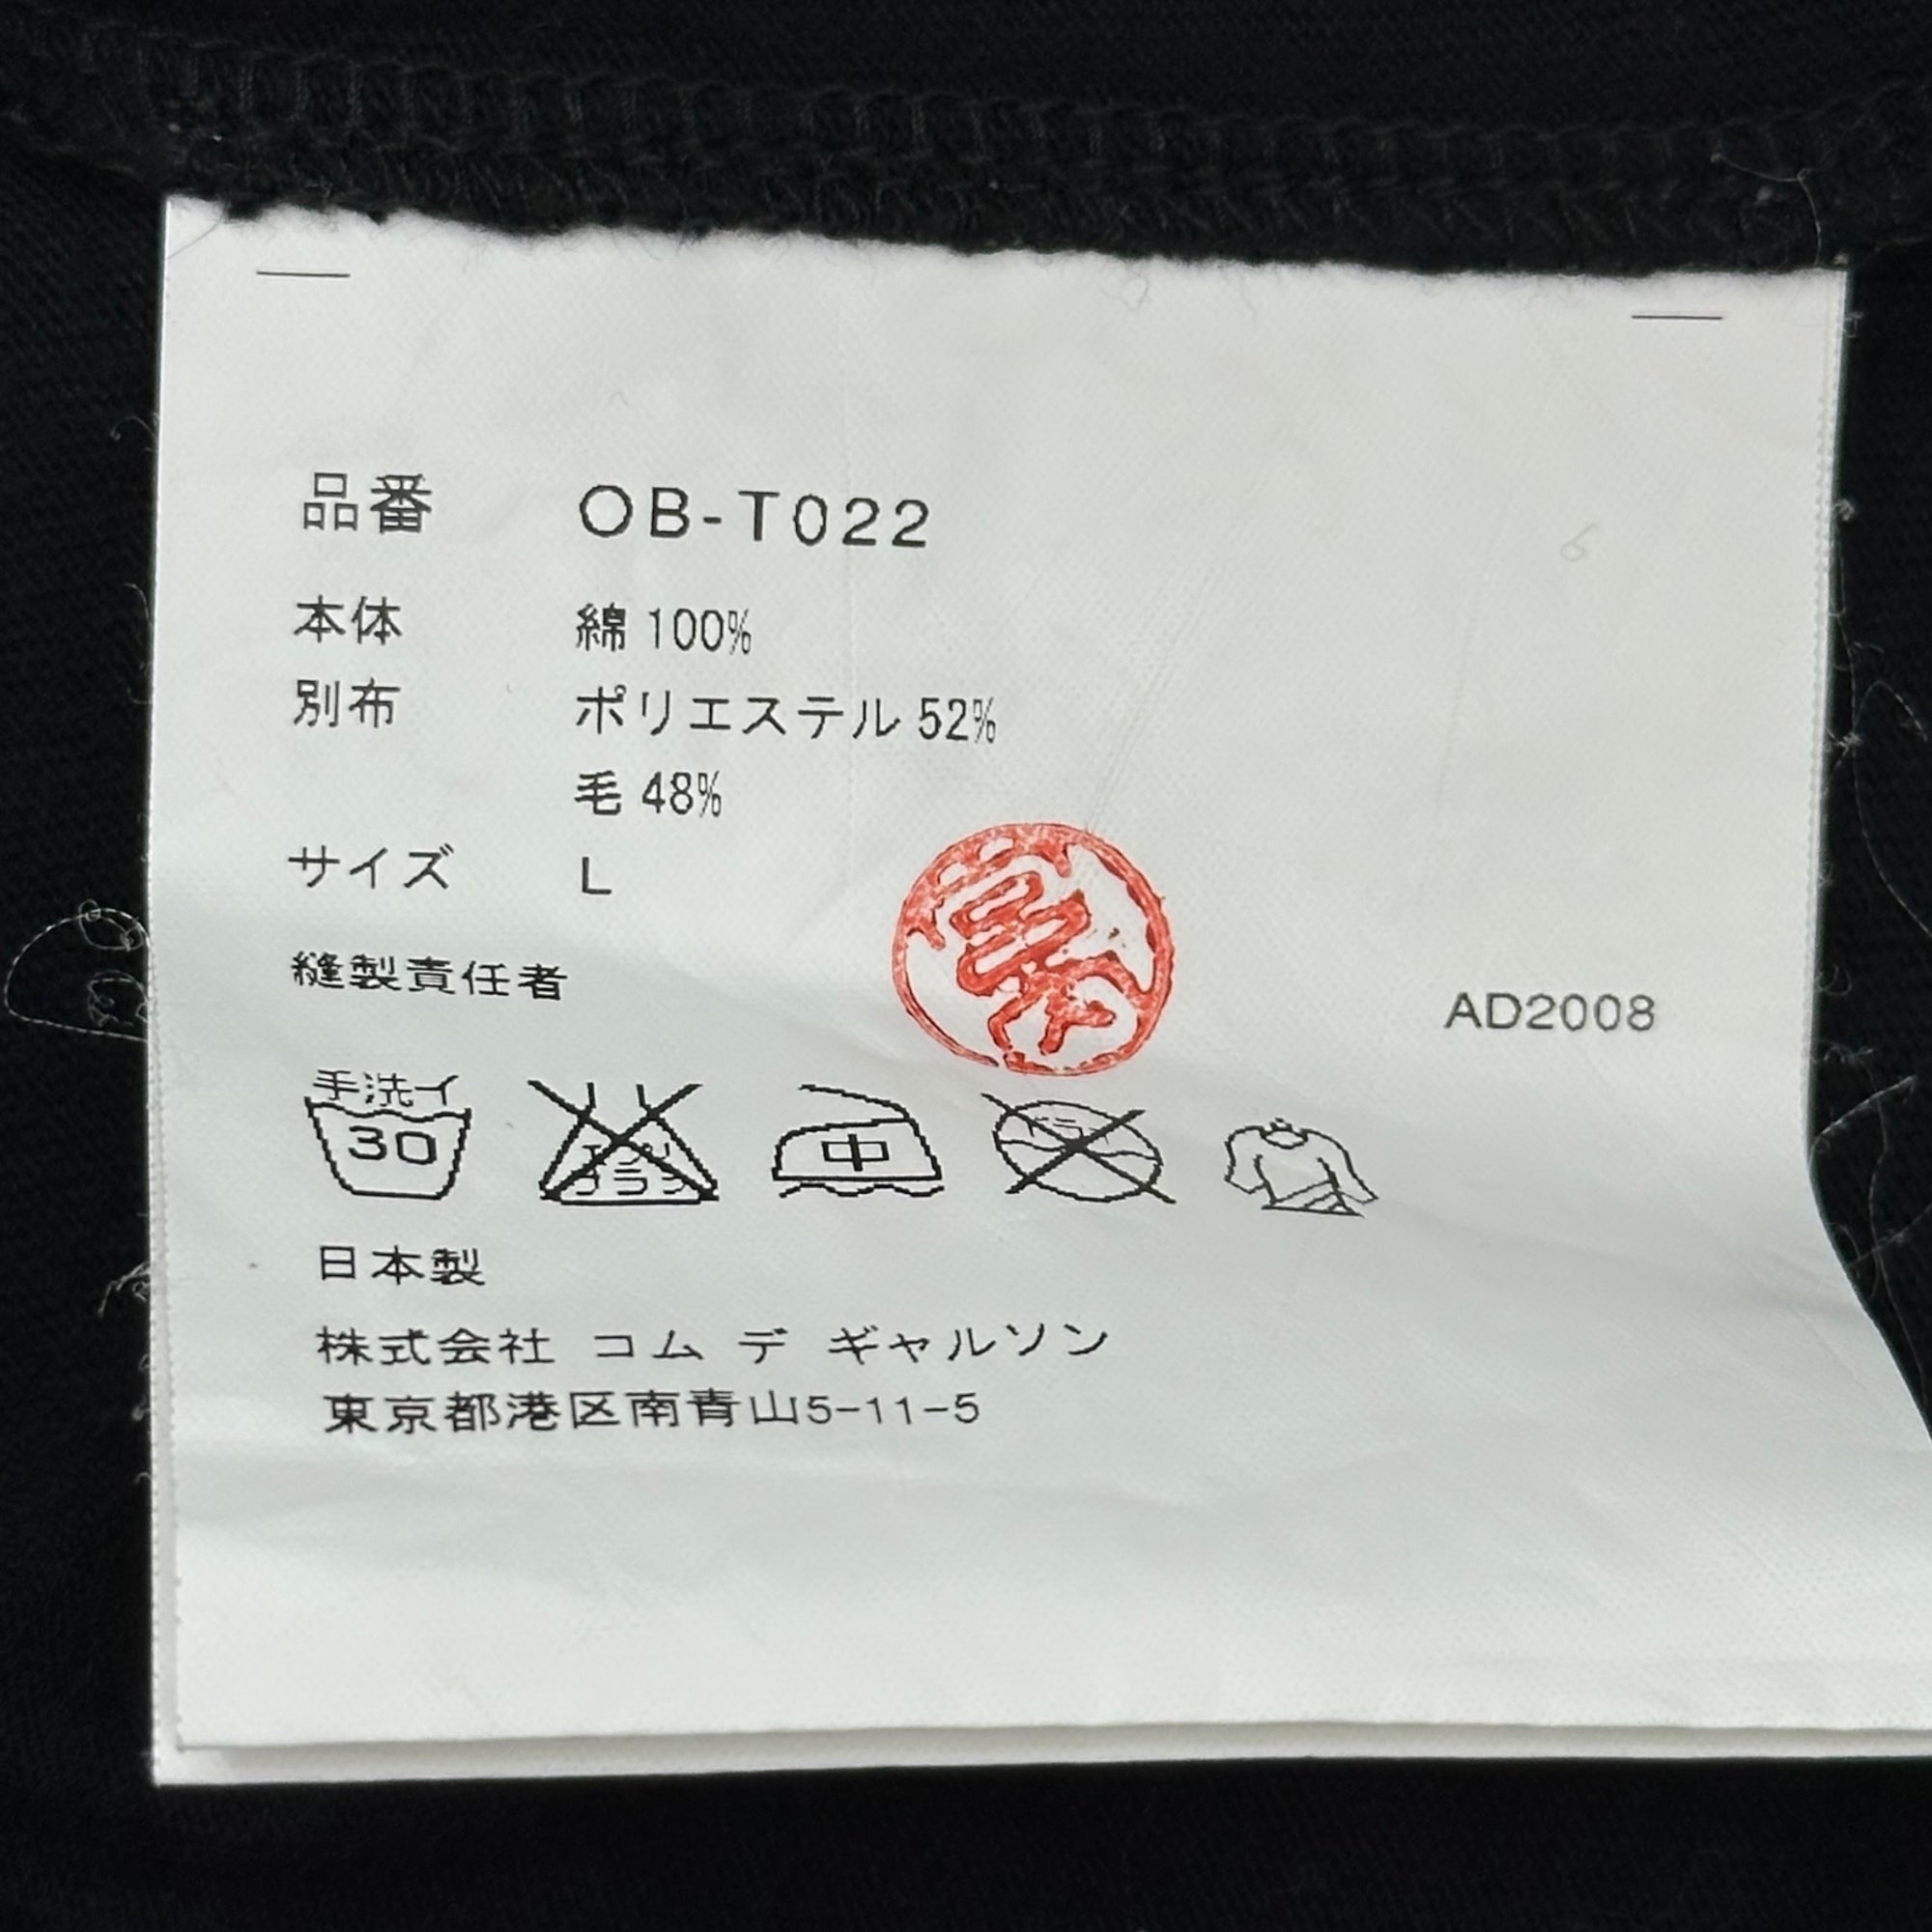 品番 OB-T022
本体 綿 100%
別布 ポリエステル 52%
毛 48%
サイズ L
縫製責任者
AD2008
手洗イ
30 中
日本製
株式会社 コム デ ギャルソン
東京都港区南青山5-11-5